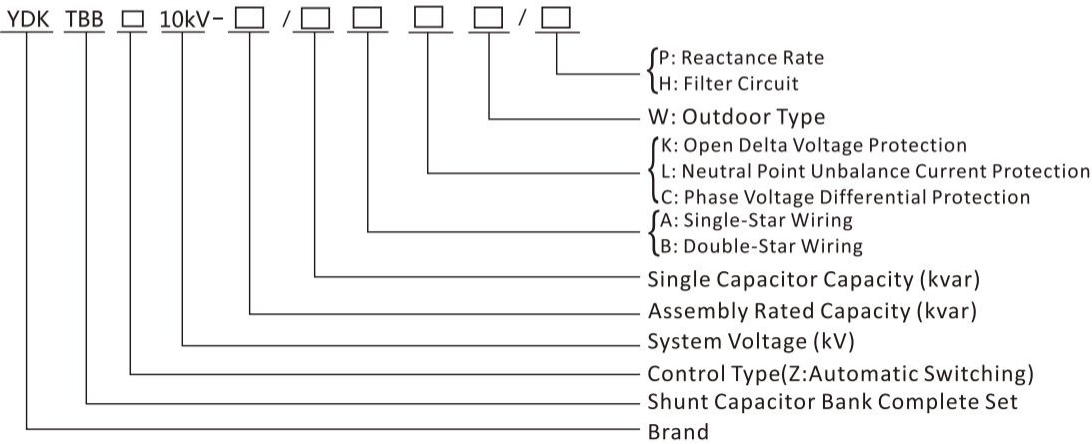 YDK TBB □ 10kV-□/□ □ □ □/□
P: Reactance Rate
H: Filter Circuit
W: Outdoor Type
K: Open Delta Voltage Protection
L: Neutral Point Unbalance Current Protection
C: Phase Voltage Differential Protection
A: Single-Star Wiring
B: Double-Star Wiring
Single Capacitor Capacity (kvar)
Assembly Rated Capacity (kvar)
System Voltage (kV)
Control Type(Z:Automatic Switching)
Shunt Capacitor Bank Complete Set
Brand